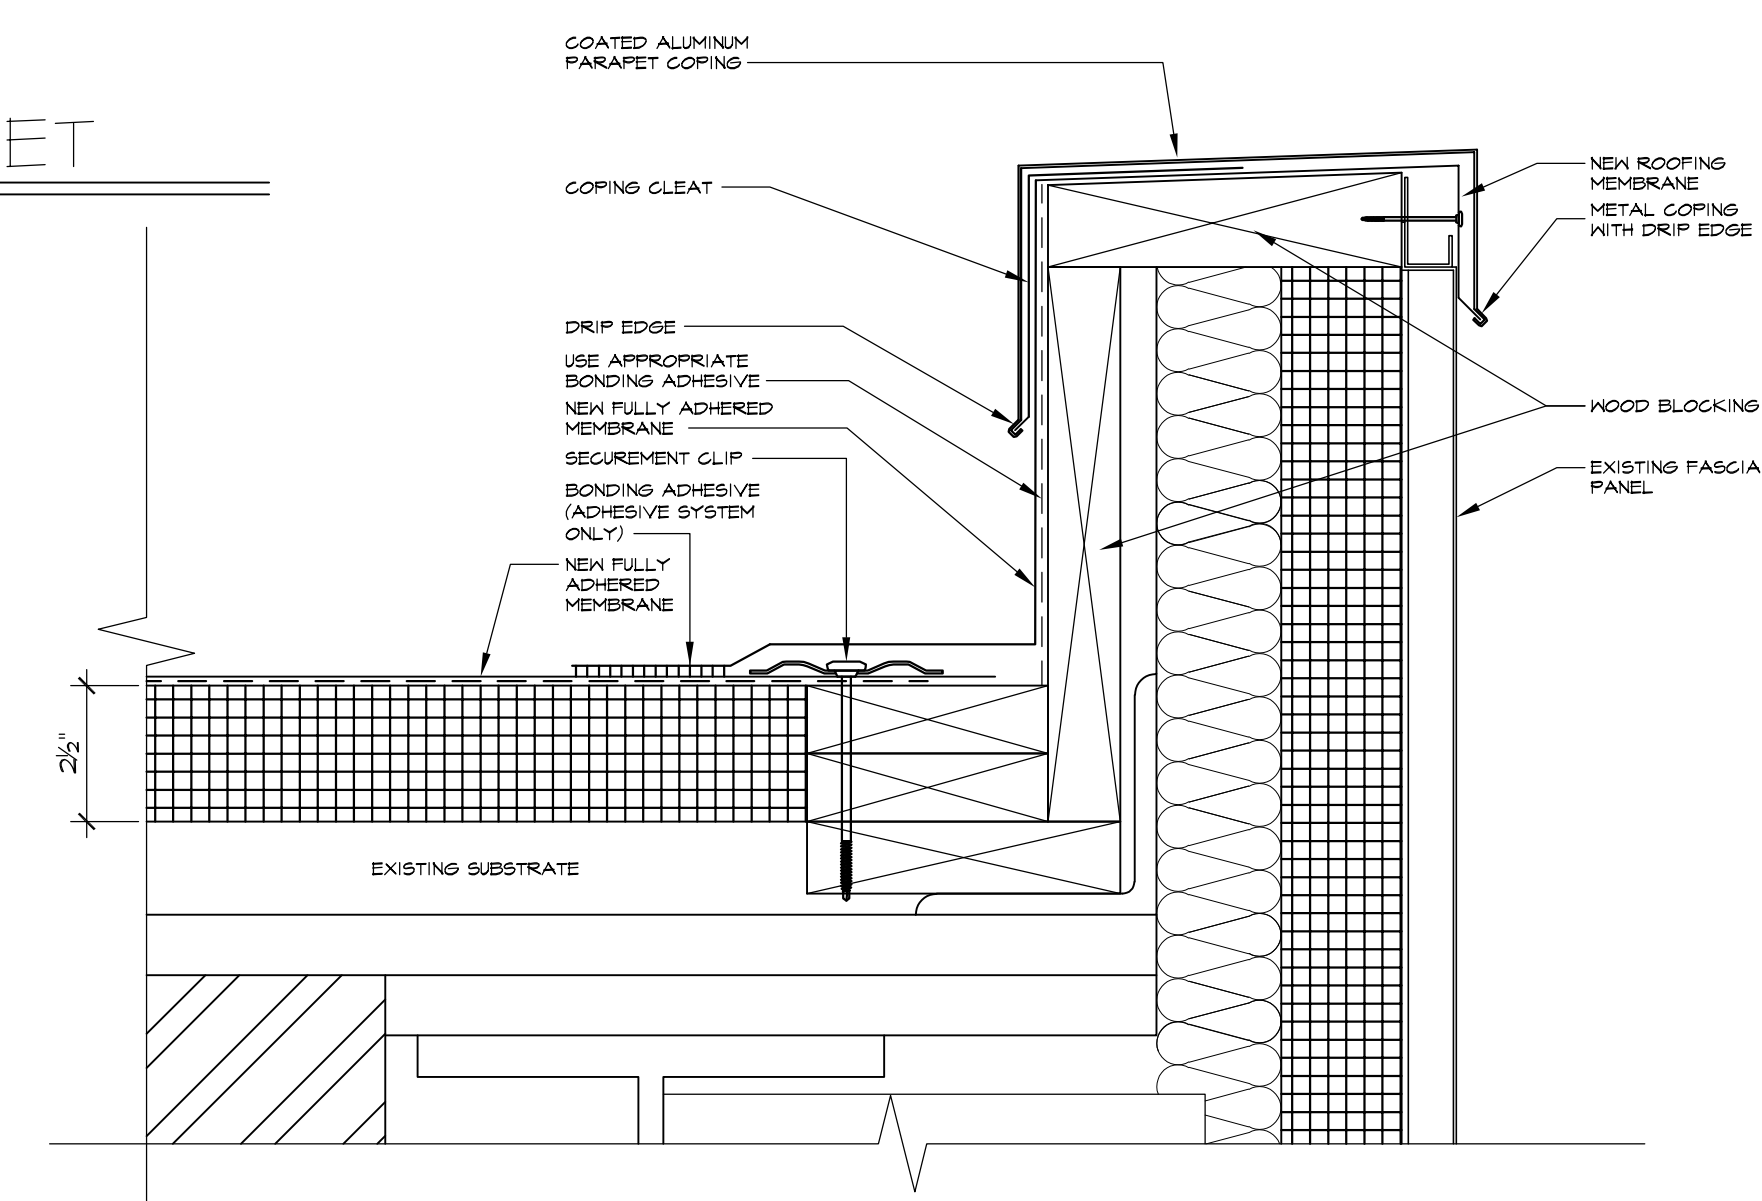 COATED ALUMINUM
PARAPET COPING
ET
COPING CLEAT
NEW ROOFING
MEMBRANE
METAL COPING
WITH DRIP EDGE
DRIP EDGE
USE APPROPRIATE
BONDING ADHESIVE
NEW FULLY ADHERED
MEMBRANE
SECUREMENT CLIP
BONDING ADHESIVE
(ADHESIVE SYSTEM
ONLY)
NEW FULLY
ADHERED
MEMBRANE
WOOD BLOCKING
EXISTING FASCIA
PANEL
2½"
EXISTING SUBSTRATE